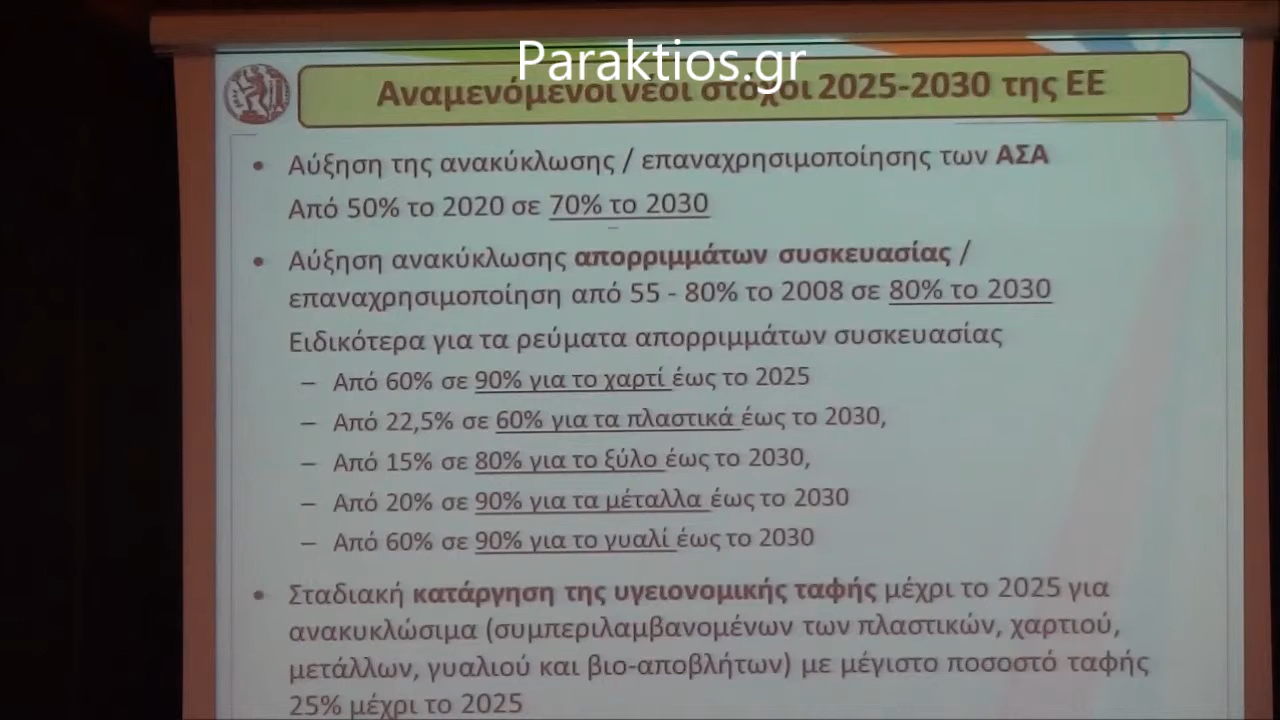 Paraktios.gr
Αναμενόμενοι νέοι στόχοι 2025-2030 της ΕΕ
• Αύξηση της ανακύκλωσης / επαναχρησιμοποίησης των ΑΣΑ
Από 50% το 2020 σε 70% το 2030
• Αύξηση ανακύκλωσης απορριμμάτων συσκευασίας /
επαναχρησιμοποίηση από 55 - 80% το 2008 σε 80% το 2030
Ειδικότερα για τα ρεύματα απορριμμάτων συσκευασίας
– Από 60% σε 90% για το χαρτί έως το 2025
– Από 22,5% σε 60% για τα πλαστικά έως το 2030,
– Από 15% σε 80% για το ξύλο έως το 2030,
– Από 20% σε 90% για τα μέταλλα έως το 2030
– Από 60% σε 90% για το γυαλί έως το 2030
• Σταδιακή κατάργηση της υγειονομικής ταφής μέχρι το 2025 για
ανακυκλώσιμα (συμπεριλαμβανομένων των πλαστικών, χαρτιού,
μετάλλων, γυαλιού και βιο-αποβλήτων) με μέγιστο ποσοστό ταφής
25% μέχρι το 2025